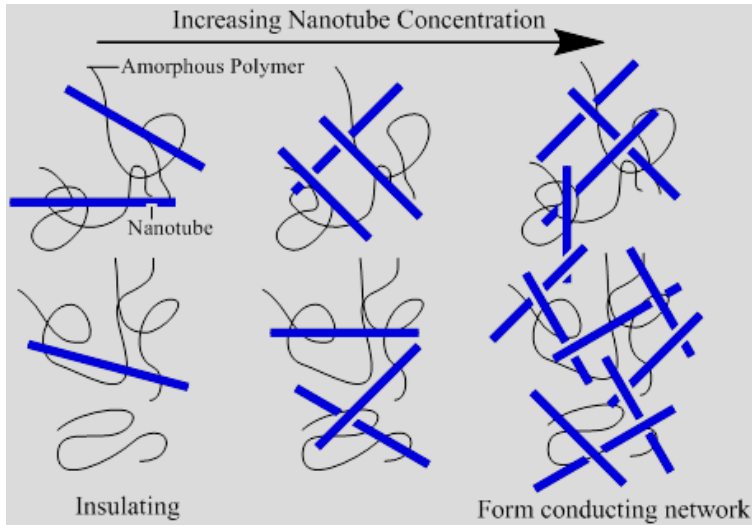 Increasing Nanotube Concentration
Amorphous Polymer
Nanotube
Insulating
Form conducting network